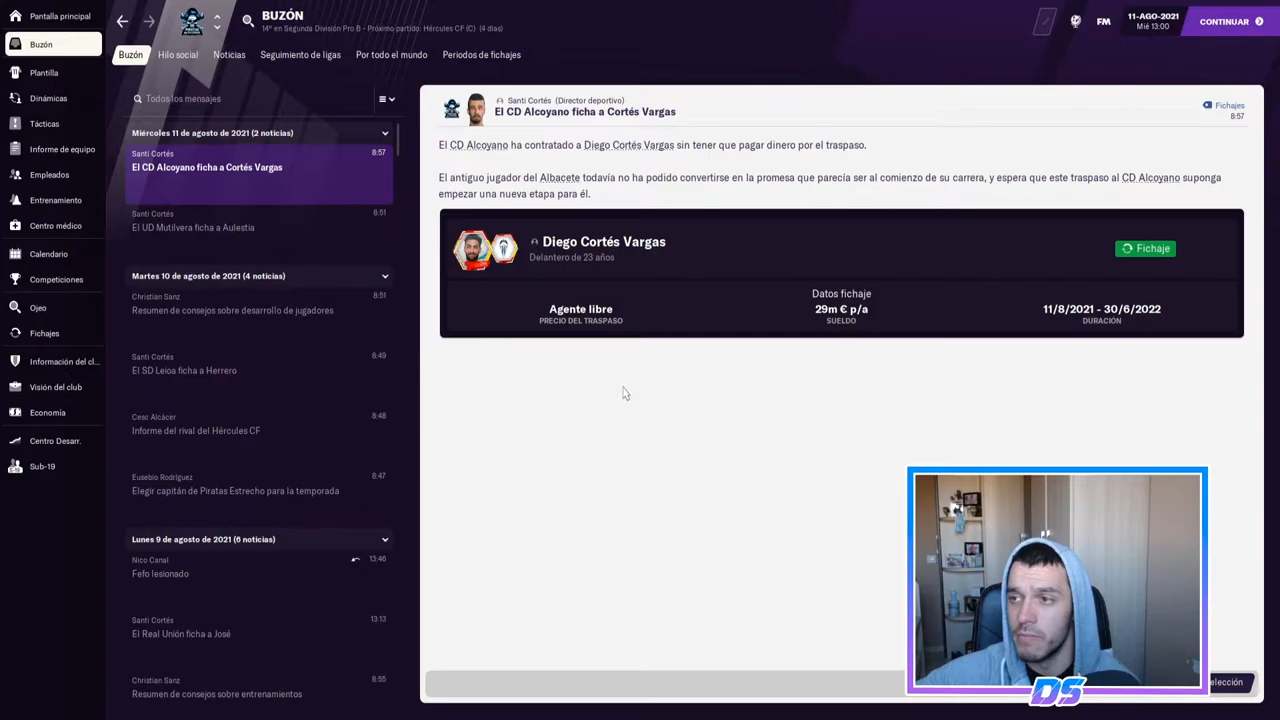 Pantalla principal
Buzón
Plantilla
Dinámicas
Tácticas
Informe de equipo
Empleados
Entrenamiento
Centro médico
Calendario
Competiciones
Ojeo
Fichajes
Información del cl...
Visión del club
Economía
Centro Desarr.
Sub-19
BUZÓN
14º en Segunda División Pro B - Próximo partido: Hércules CF (C) (4 días)
FM
11-AGO-2021
Mié 13:00
CONTINUAR
Buzón
Hilo social
Noticias
Seguimiento de ligas
Por todo el mundo
Periodos de fichajes
Todos los mensajes
Miércoles 11 de agosto de 2021 (2 noticias)
Santi Cortés 8:57
El CD Alcoyano ficha a Cortés Vargas
Santi Cortés 8:51
El UD Mutilvera ficha a Aulestia
Martes 10 de agosto de 2021 (4 noticias)
Christian Sanz 8:51
Resumen de consejos sobre desarrollo de jugadores
Santi Cortés 8:49
El SD Leioa ficha a Herrero
Cesc Alcácer 8:48
Informe del rival del Hércules CF
Eusebio Rodríguez 8:47
Elegir capitán de Piratas Estrecho para la temporada
Lunes 9 de agosto de 2021 (6 noticias)
Nico Canal 13:46
Fefo lesionado
Santi Cortés 13:13
El Real Unión ficha a José
Christian Sanz 8:55
Resumen de consejos sobre entrenamientos
Santi Cortés (Director deportivo)
El CD Alcoyano ficha a Cortés Vargas
Fichajes
8:57
El CD Alcoyano ha contratado a Diego Cortés Vargas sin tener que pagar dinero por el traspaso.
El antiguo jugador del Albacete todavía no ha podido convertirse en la promesa que parecía ser al comienzo de su carrera, y espera que este traspaso al CD Alcoyano suponga
empezar una nueva etapa para él.
Diego Cortés Vargas
Delantero de 23 años
Fichaje
Datos fichaje
Agente libre
PRECIO DEL TRASPASO
29m € p/a
SUELDO
11/8/2021 - 30/6/2022
DURACIÓN
elección
DS